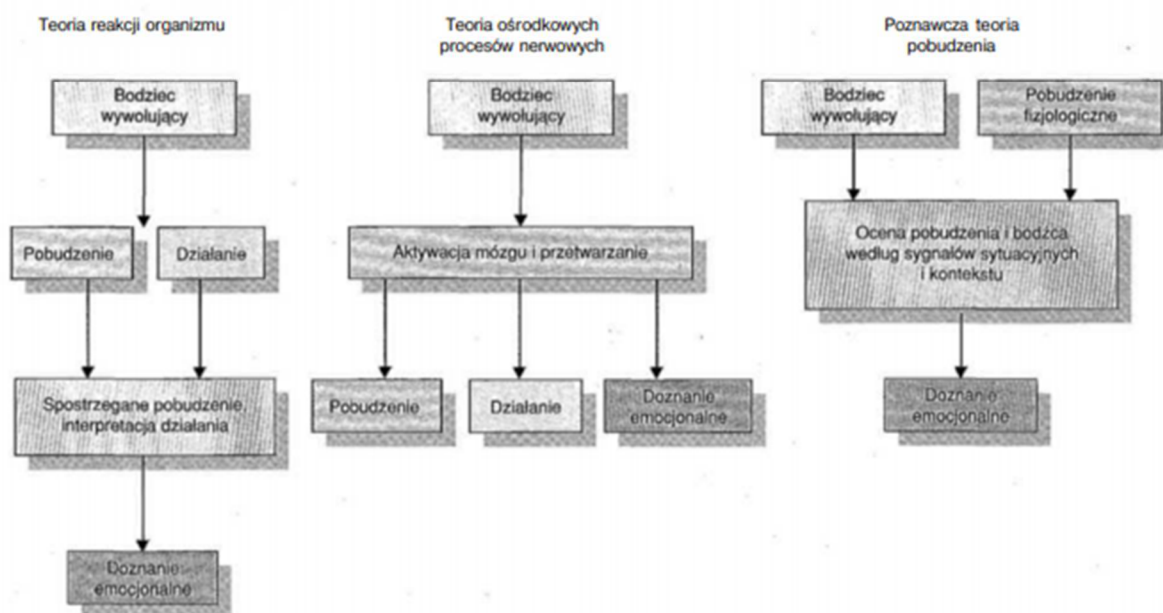 Teoria reakcji organizmu
Bodziec
wywołujący
Pobudzenie
Działanie
Spostrzegane pobudzenie,
interpretacja działania
Doznanie
emocjonalne
Teoria ośrodkowych
procesów nerwowych
Bodziec
wywołujący
Aktywacja mózgu i przetwarzanie
Pobudzenie
Działanie
Doznanie
emocjonalne
Poznawcza teoria
pobudzenia
Bodziec
wywołujący
Pobudzenie
fizjologiczne
Ocena pobudzenia i bodźca
według sygnałów sytuacyjnych
i kontekstu
Doznanie
emocjonalne